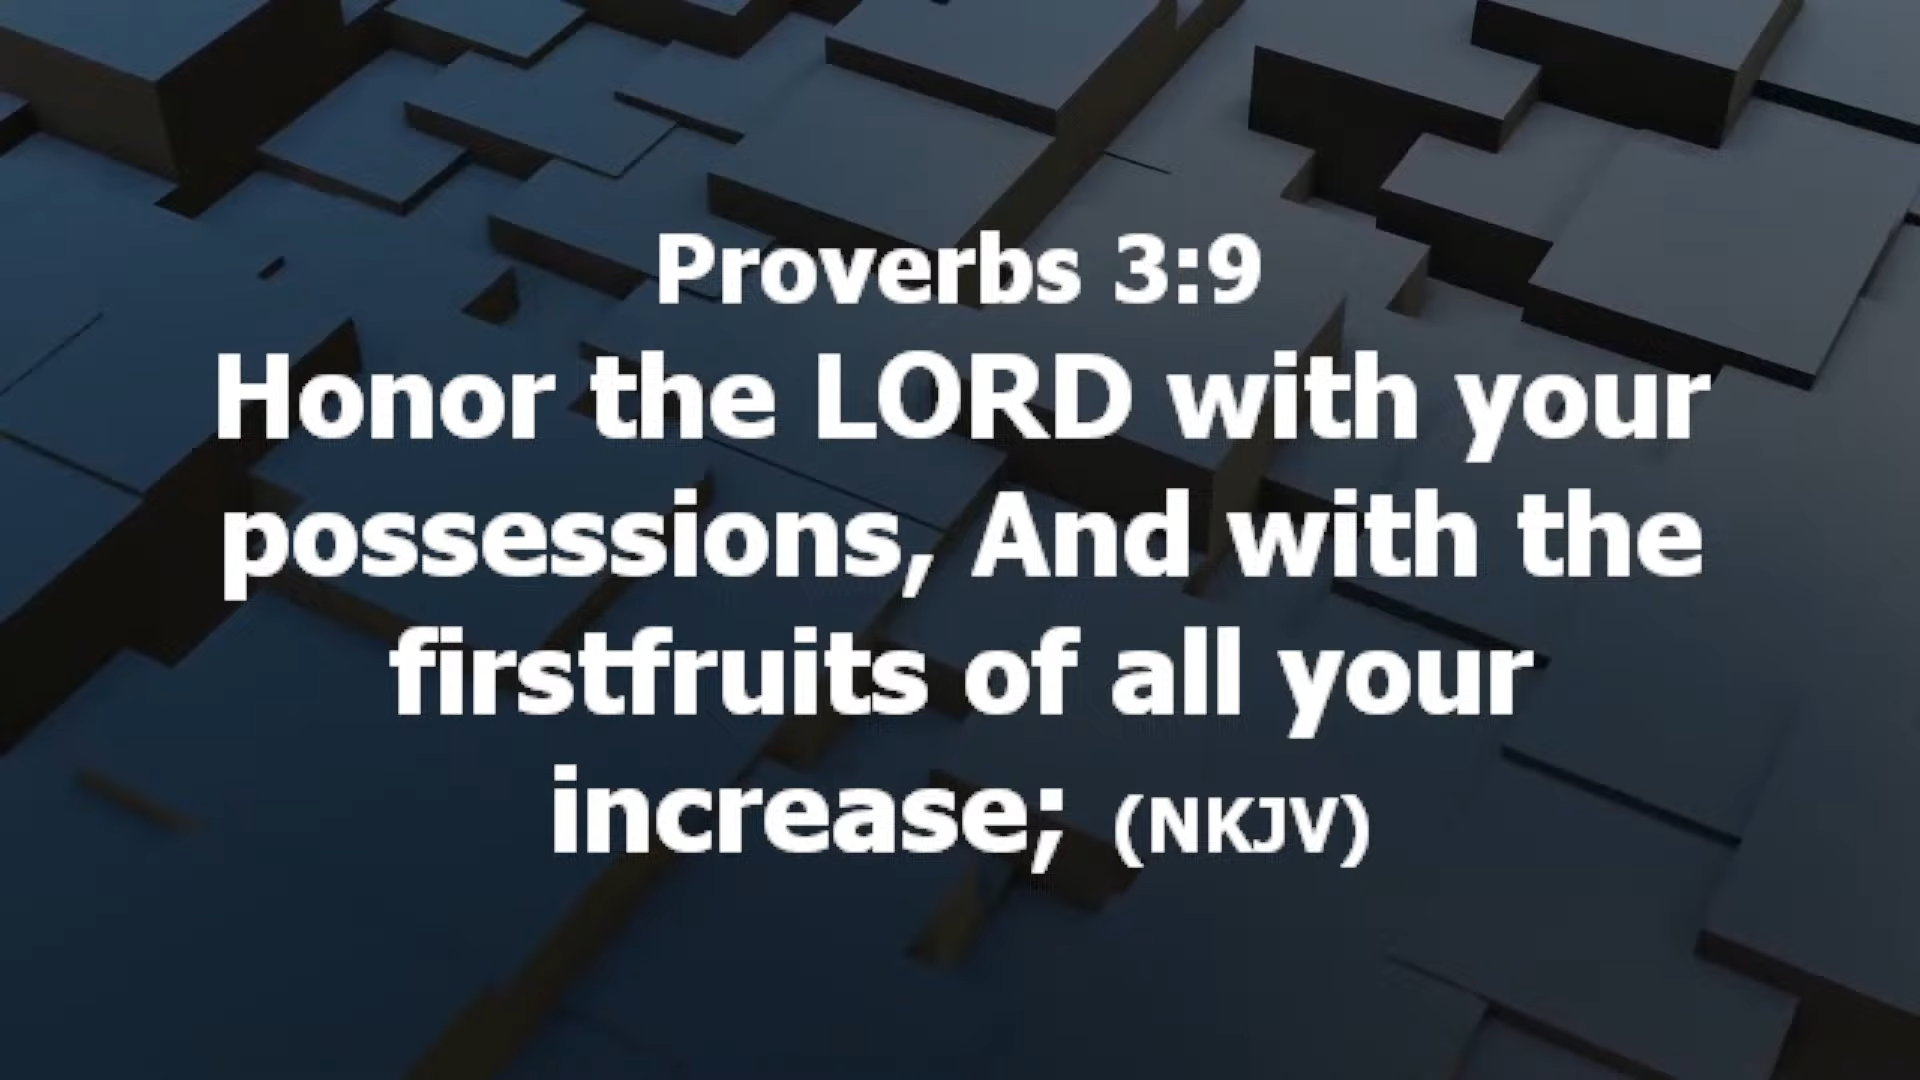 Proverbs 3:9
Honor the LORD with your
possessions, And with the
firstfruits of all your
increase; (NKJV)